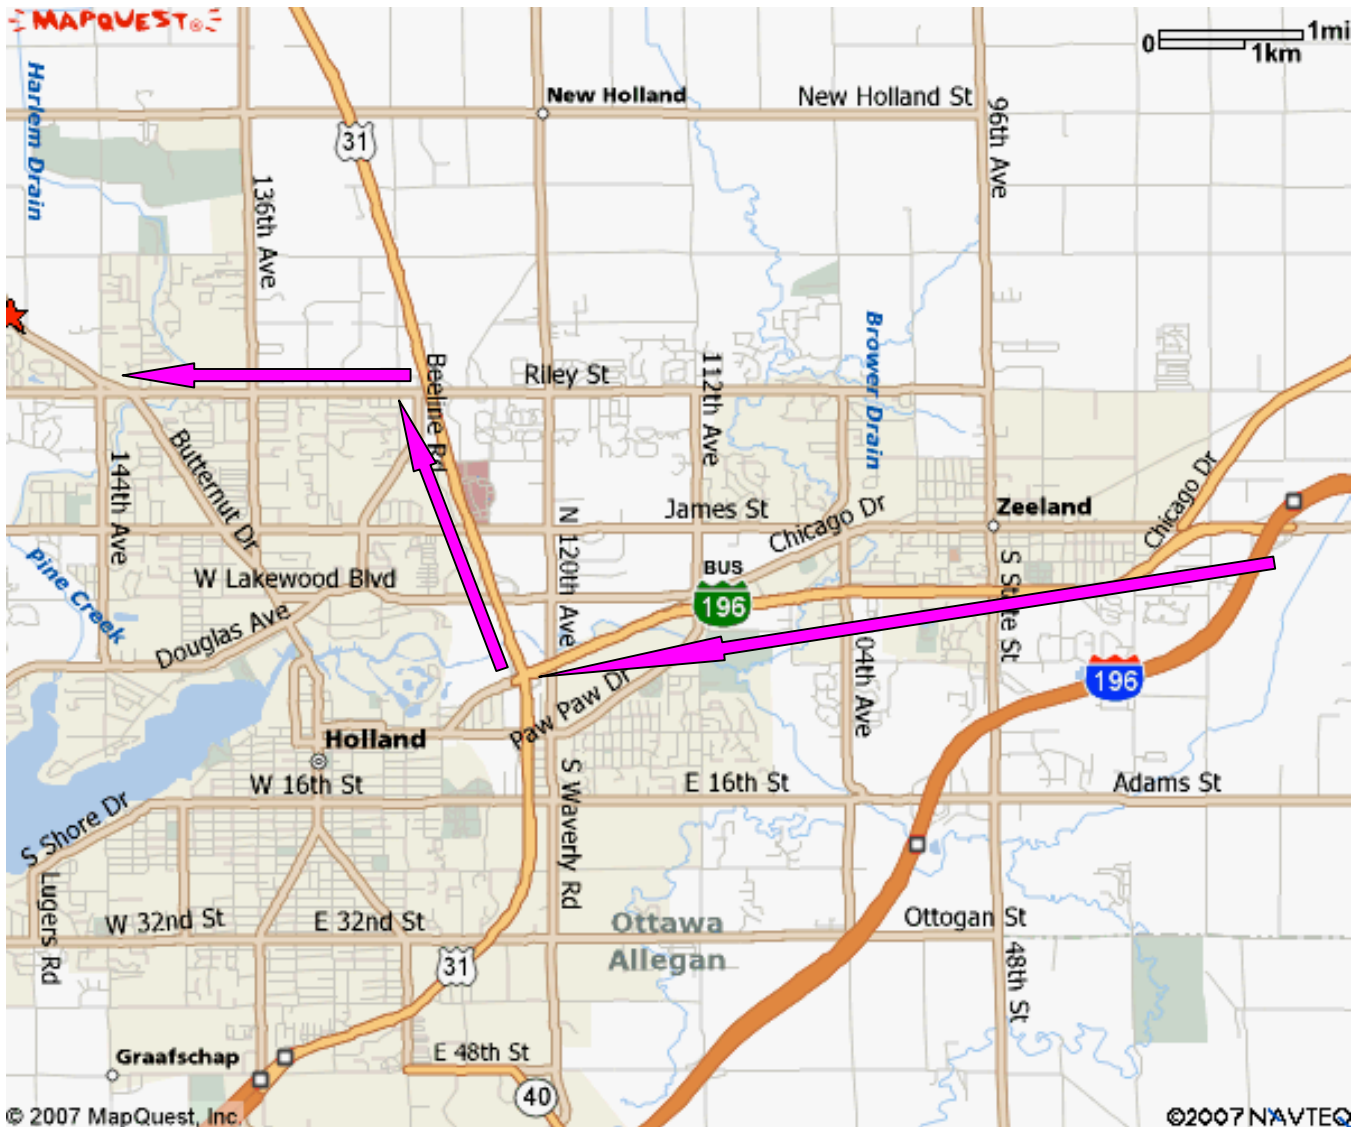 MAPQUEST®
0
1mi
1km
Harlem Drain
New Holland
New Holland St
96th Ave
31
136th Ave
Beeline Rd
Riley St
112th Ave
Brower Drain
Butternut Dr
144th Ave
Chicago Dr
James St
Chicago Dr
Zeeland
N 120th Ave
BUS
196
W Lakewood Blvd
Pine Creek
Douglas Ave
S State St
04th Ave
196
Paw Paw Dr
Holland
W 16th St
E 16th St
Adams St
S Shore Dr
S Waverly Rd
Lugers Rd
W 32nd St
E 32nd St
Ottawa
Allegan
Ottogan St
48th St
31
Graafschap
E 48th St
40
© 2007 MapQuest, Inc.
©2007 NAVTEQ